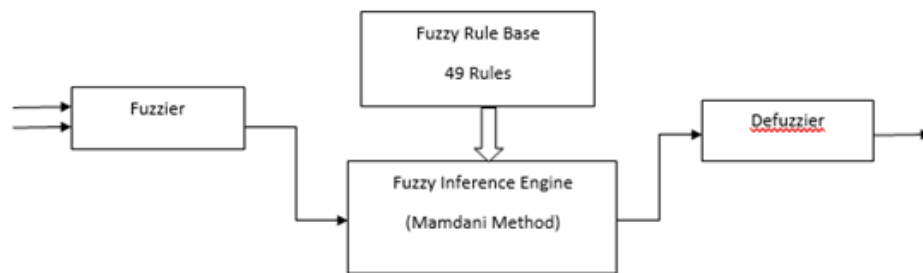 Fuzzy Rule Base
49 Rules
Fuzzier
Defuzzier
Fuzzy Inference Engine
(Mamdani Method)